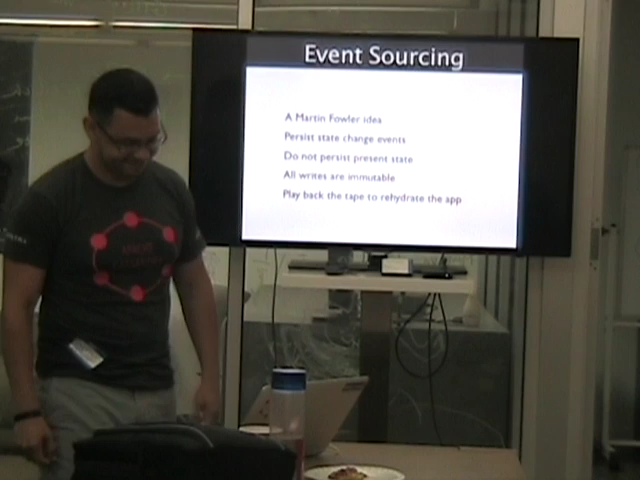 Event Sourcing
A Martin Fowler idea
Persist state change events
Do not persist present state
All writes are immutable
Play back the tape to rehydrate the app